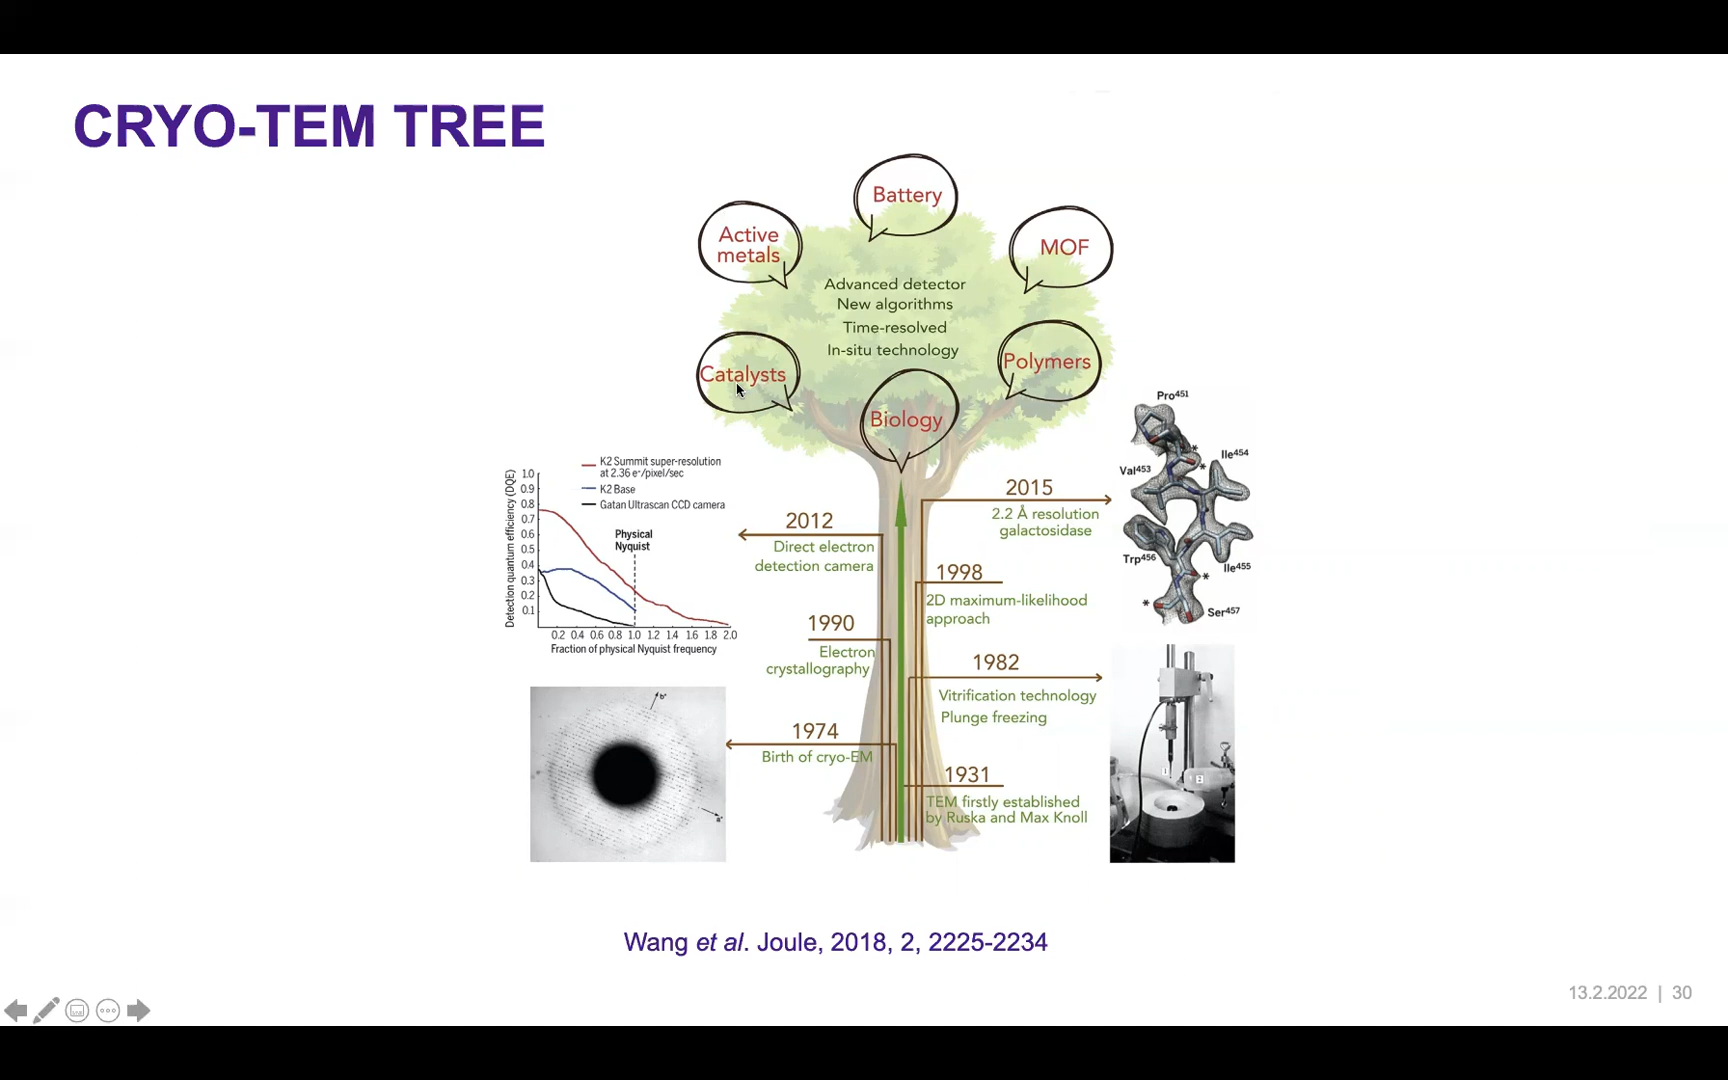 CRYO-TEM TREE
Battery
Active
metals
MOF
Advanced detector
New algorithms
Time-resolved
In-situ technology
Catalysts
Polymers
Biology
K2 Summit super-resolution
at 2.36 e⁻/pixel/sec
K2 Base
Gatan Ultrascan CCD camera
Physical
Nyquist
Detection quantum efficiency (DQE)
1.0
0.9
0.8
0.7
0.6
0.5
0.4
0.3
0.2
0.1
0.2 0.4 0.6 0.8 1.0 1.2 1.4 1.6 1.8 2.0
Fraction of physical Nyquist frequency
2012
Direct electron
detection camera
1990
Electron
crystallography
1974
Birth of cryo-EM
2015
2.2 Å resolution
galactosidase
1998
2D maximum-likelihood
approach
1982
Vitrification technology
Plunge freezing
1931
TEM firstly established
by Ruska and Max Knoll
Pro451
Ile454
Val453
Trp456
Ile455
Ser457
* * * *
b*
a*
1
2
Wang et al. Joule, 2018, 2, 2225-2234
13.2.2022 | 30